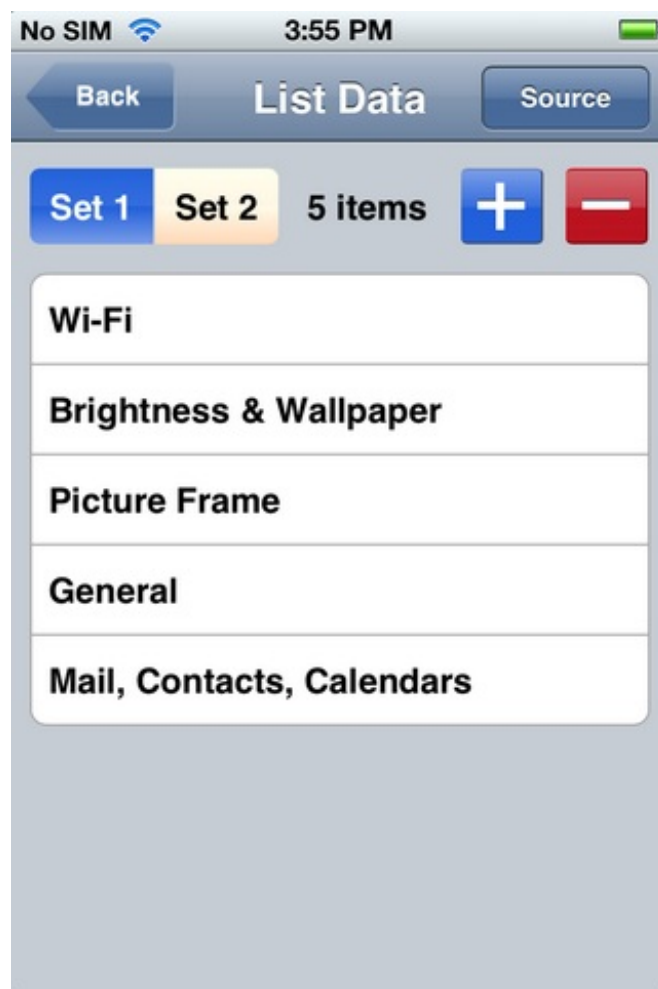 No SIM 3:55 PM
Back List Data Source
Set 1 Set 2 5 items + −
Wi-Fi
Brightness & Wallpaper
Picture Frame
General
Mail, Contacts, Calendars